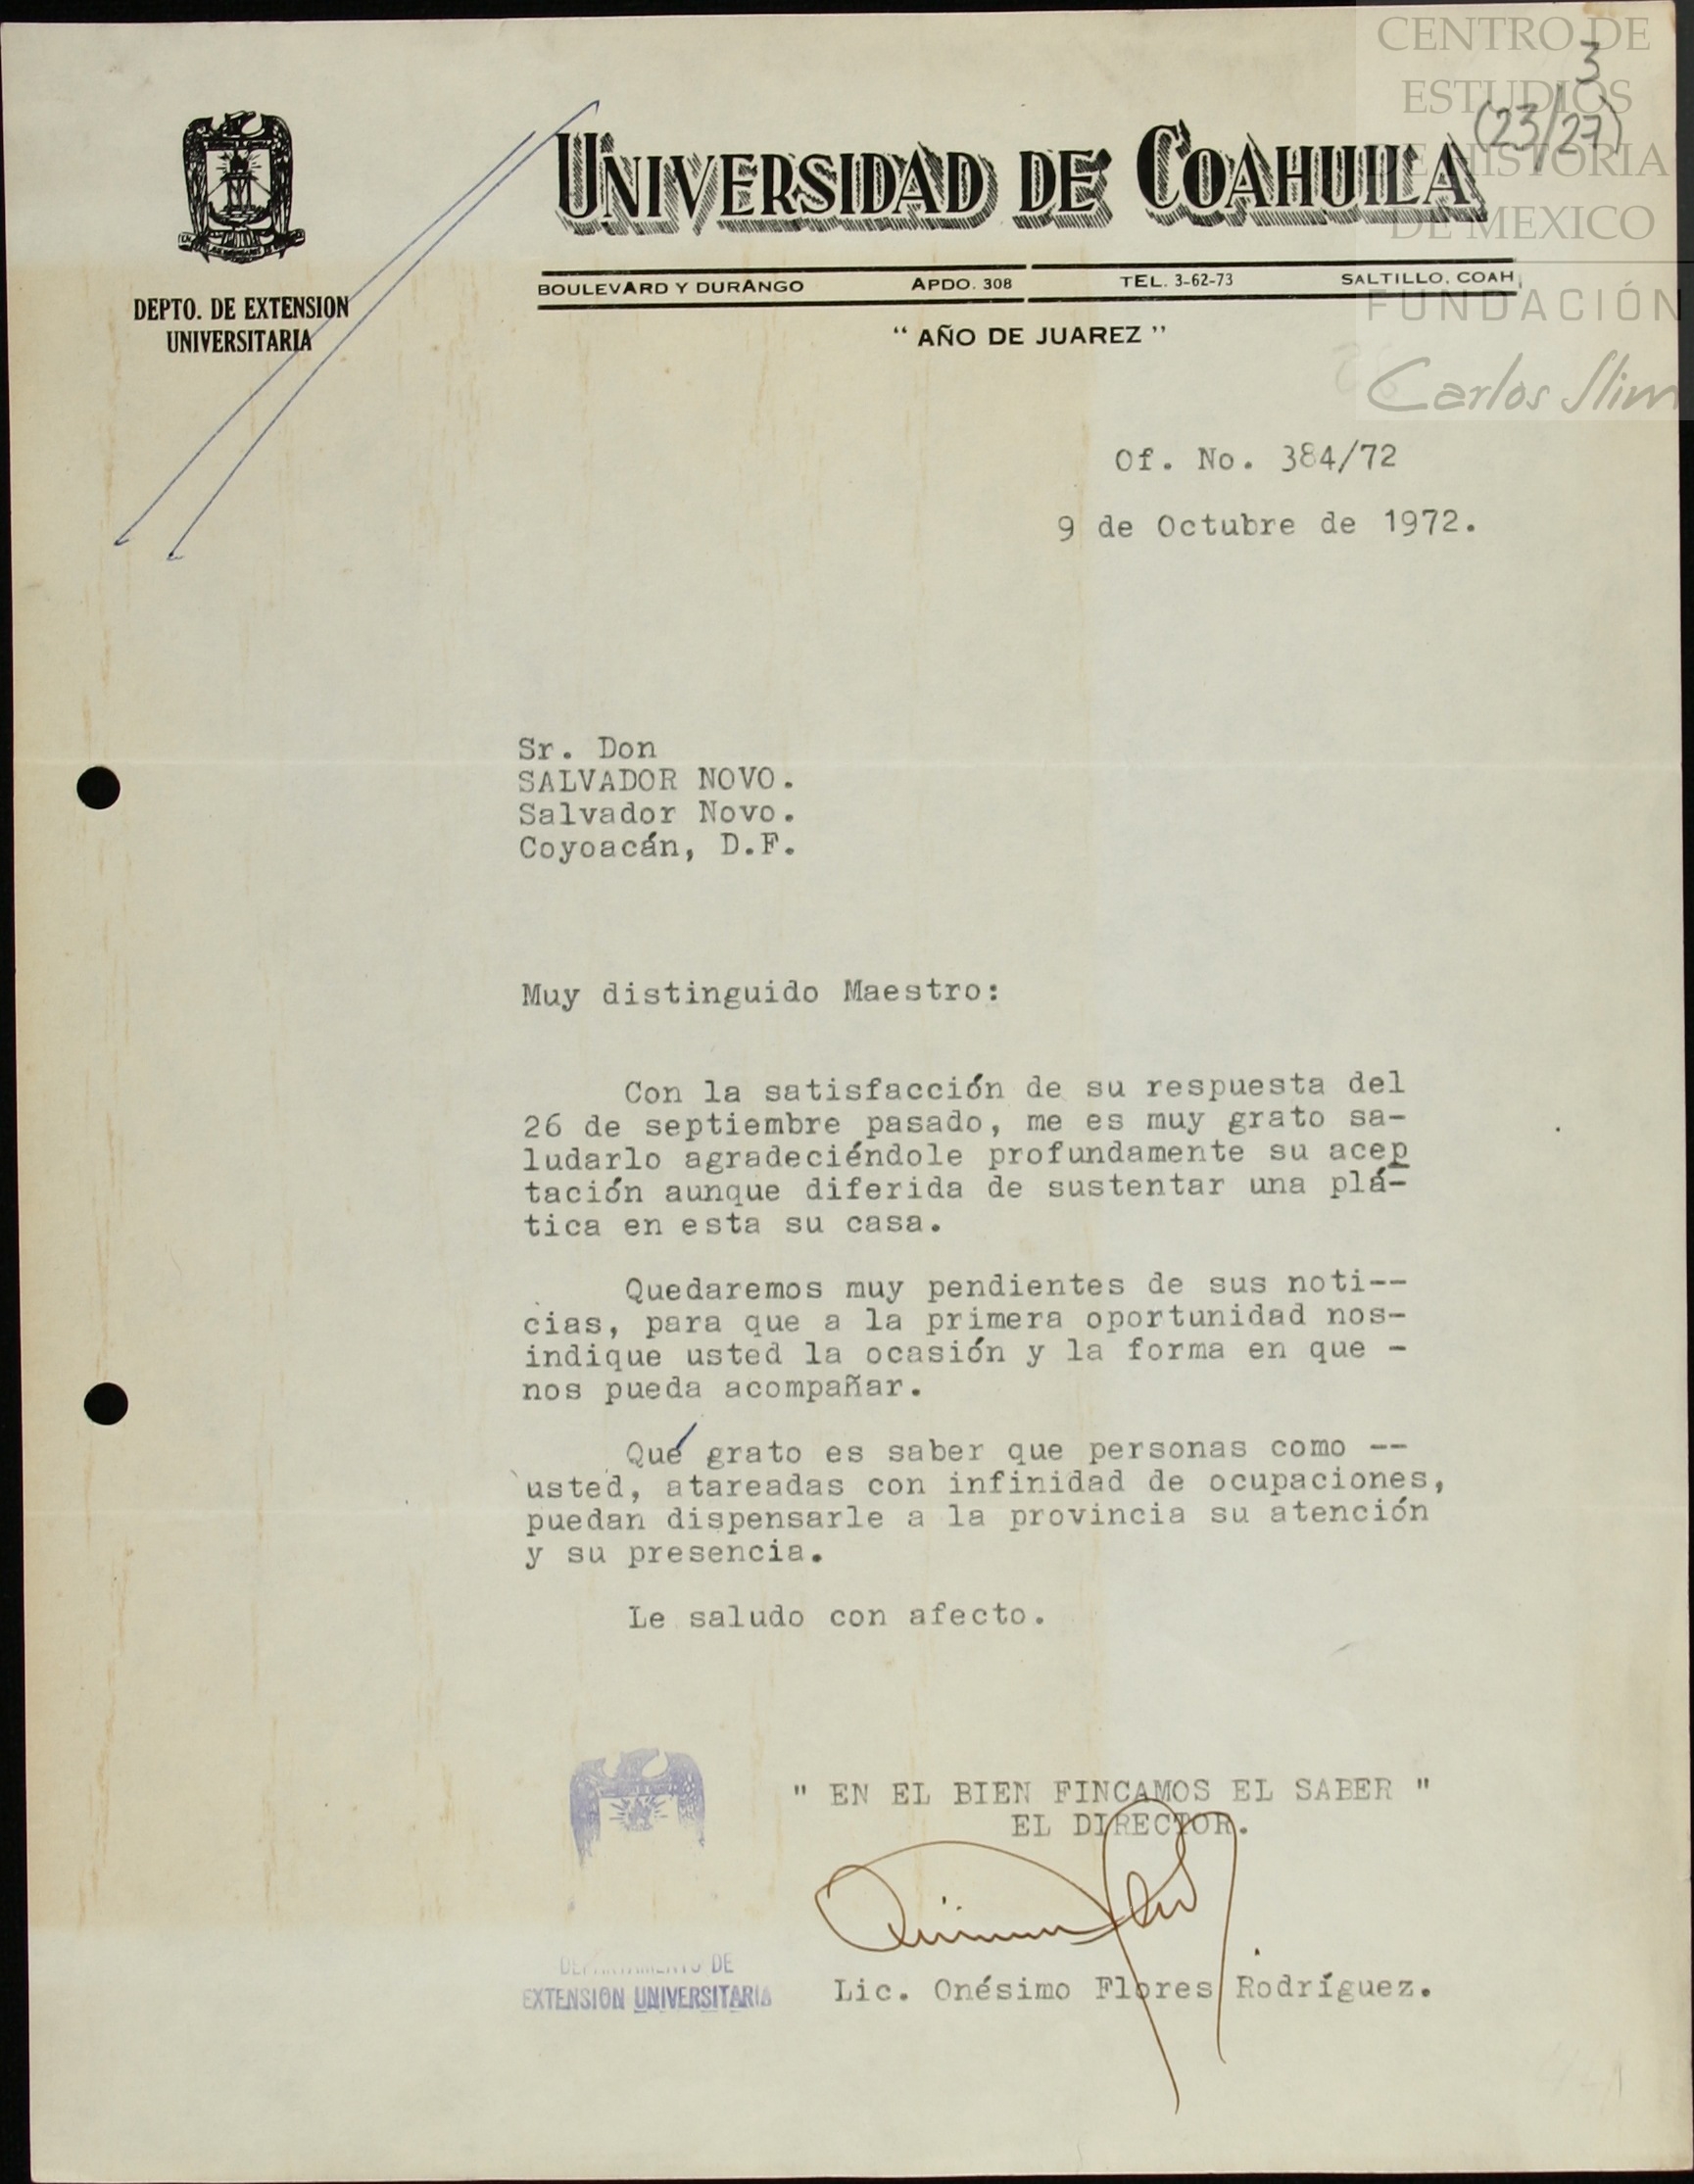 CENTRO DE
ESTUDIOS
DE HISTORIA
DE MEXICO
FUNDACIÓN
Carlos Slim
3
(23/27)
UNIVERSIDAD DE COAHUILA
BOULEVARD Y DURANGO APDO. 308 TEL. 3-62-73 SALTILLO, COAH.
" AÑO DE JUAREZ "
DEPTO. DE EXTENSION
UNIVERSITARIA
Of. No. 384/72
9 de Octubre de 1972.
Sr. Don
SALVADOR NOVO.
Salvador Novo.
Coyoacán, D.F.
Muy distinguido Maestro:
Con la satisfacción de su respuesta del
26 de septiembre pasado, me es muy grato sa-
ludarlo agradeciéndole profundamente su acep
tación aunque diferida de sustentar una plá-
tica en esta su casa.
Quedaremos muy pendientes de sus noti--
cias, para que a la primera oportunidad nos-
indique usted la ocasión y la forma en que -
nos pueda acompañar.
Qué grato es saber que personas como --
usted, atareadas con infinidad de ocupaciones,
puedan dispensarle a la provincia su atención
y su presencia.
Le saludo con afecto.
" EN EL BIEN FINCAMOS EL SABER "
EL DIRECTOR.
Lic. Onésimo Flores Rodríguez.
DEPARTAMENTO DE
EXTENSION UNIVERSITARIA